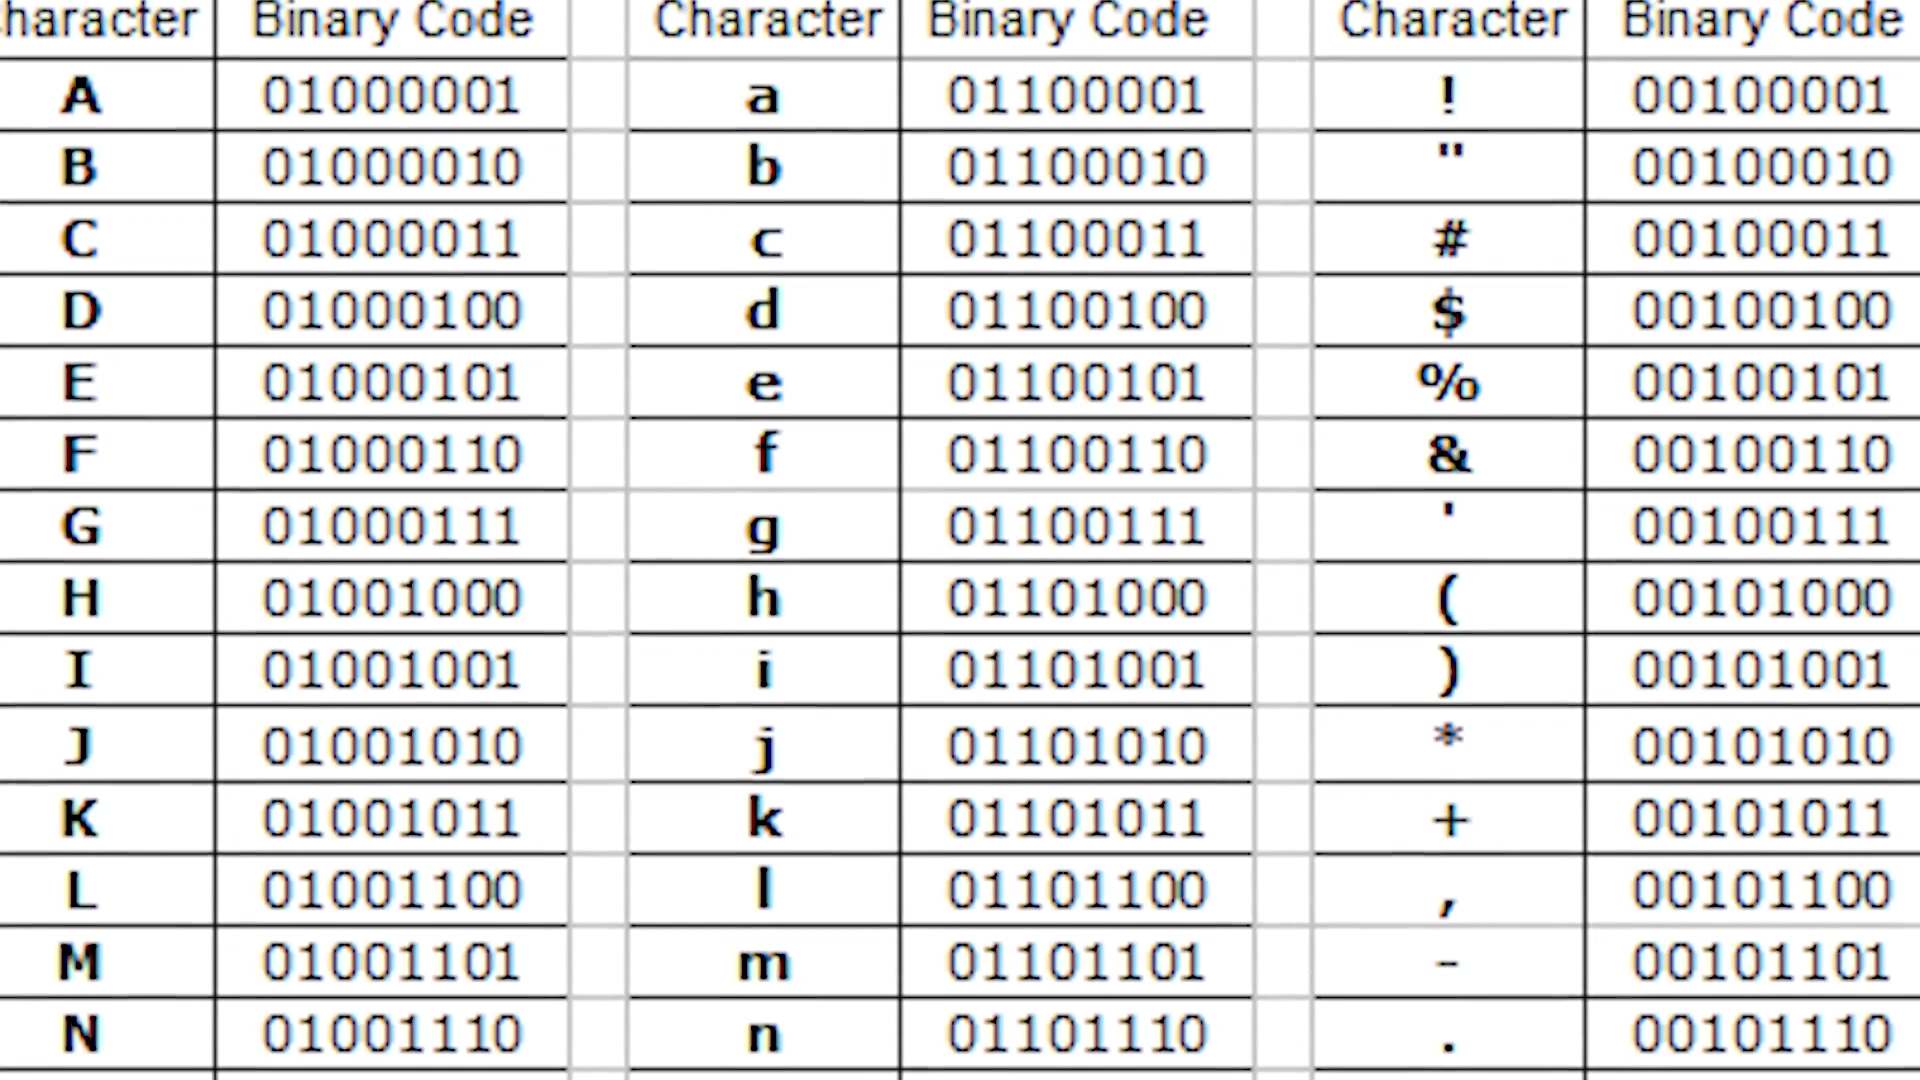 haracter Binary Code Character Binary Code Character Binary Code
A 01000001 a 01100001 ! 00100001
B 01000010 b 01100010 " 00100010
C 01000011 c 01100011 # 00100011
D 01000100 d 01100100 $ 00100100
E 01000101 e 01100101 % 00100101
F 01000110 f 01100110 & 00100110
G 01000111 g 01100111 ' 00100111
H 01001000 h 01101000 ( 00101000
I 01001001 i 01101001 ) 00101001
J 01001010 j 01101010 * 00101010
K 01001011 k 01101011 + 00101011
L 01001100 l 01101100 , 00101100
M 01001101 m 01101101 - 00101101
N 01001110 n 01101110 . 00101110